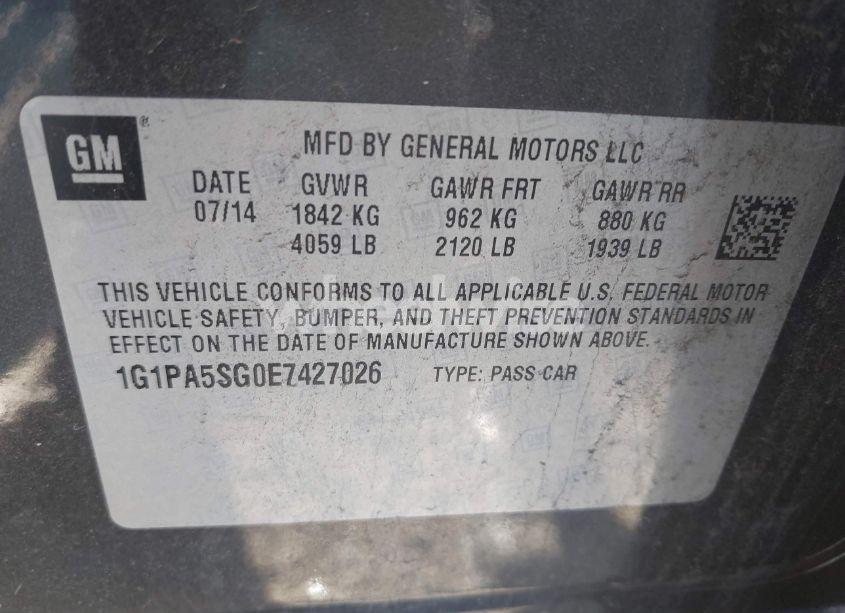 GM ®
MFD BY GENERAL MOTORS LLC
DATE GVWR GAWR FRT GAWR RR
07/14 1842 KG 962 KG 880 KG
4059 LB 2120 LB 1939 LB
THIS VEHICLE CONFORMS TO ALL APPLICABLE U.S. FEDERAL MOTOR
VEHICLE SAFETY, BUMPER, AND THEFT PREVENTION STANDARDS IN
EFFECT ON THE DATE OF MANUFACTURE SHOWN ABOVE.
1G1PA5SG0E7427026 TYPE: PASS CAR